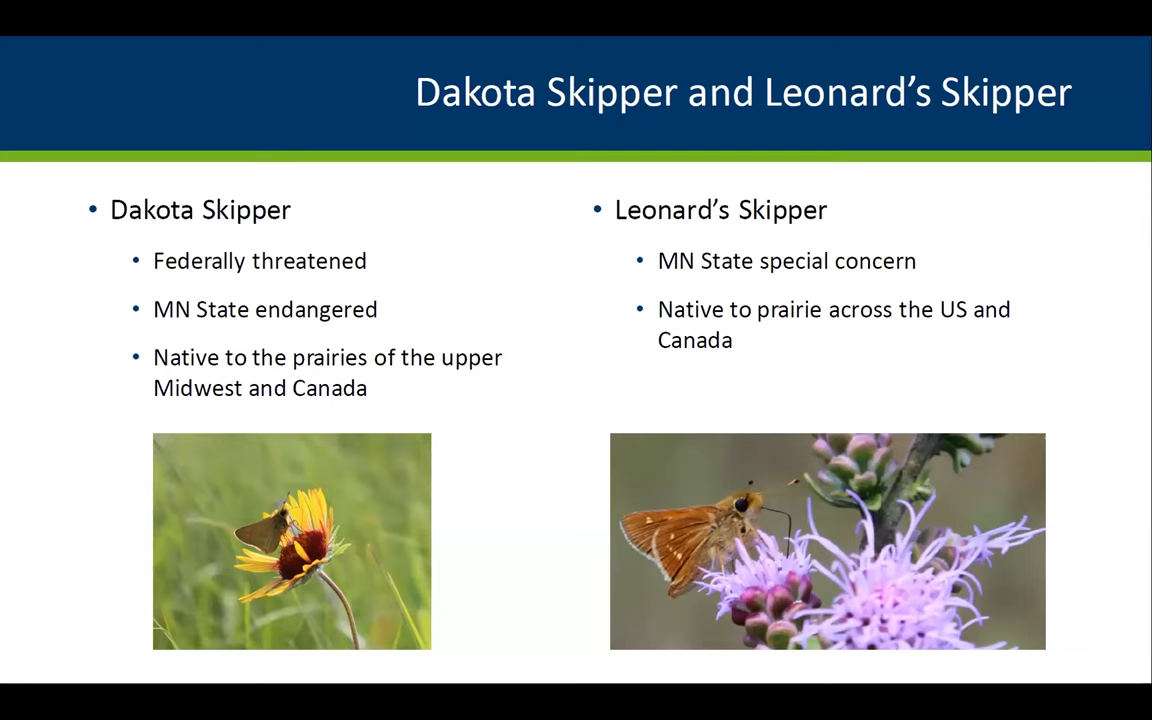 Dakota Skipper and Leonard’s Skipper
• Dakota Skipper
• Federally threatened
• MN State endangered
• Native to the prairies of the upper
Midwest and Canada
• Leonard’s Skipper
• MN State special concern
• Native to prairie across the US and
Canada